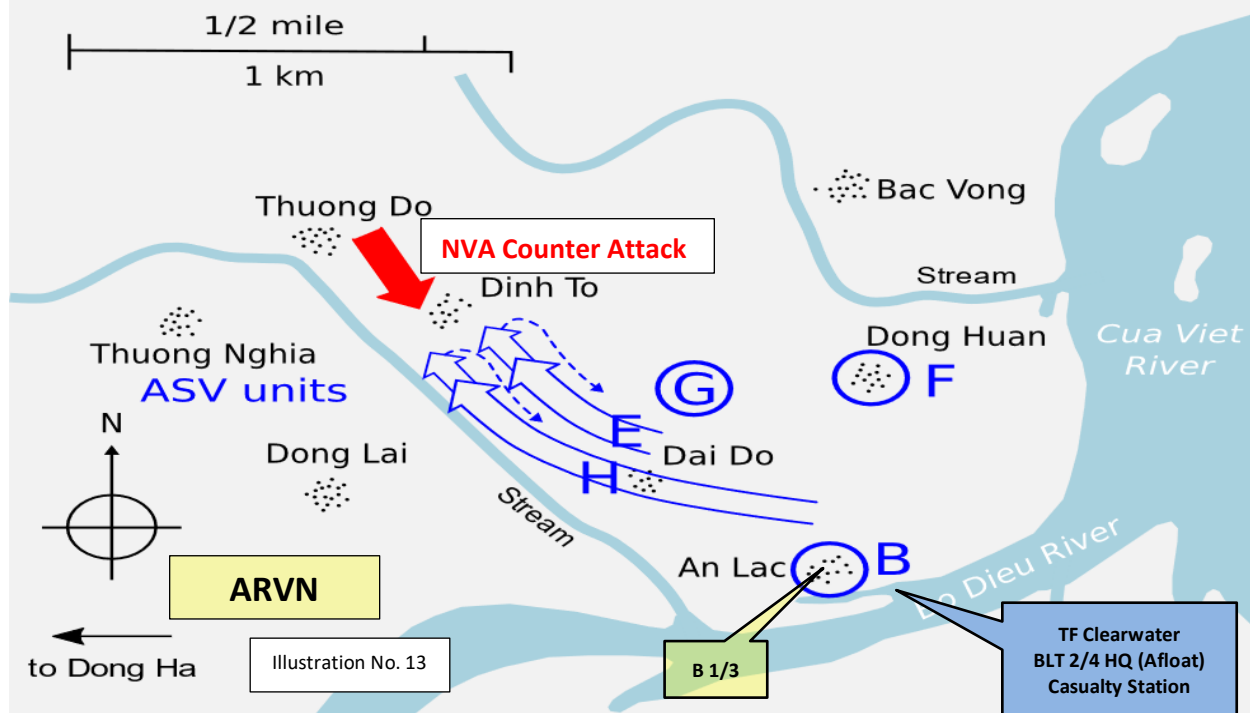 1/2 mile
1 km
Thuong Do
NVA Counter Attack
Dinh To
Bac Vong
Stream
Dong Huan
Cua Viet
River
Thuong Nghia
ASV units
G
F
N
E
Dong Lai
Dai Do
H
Stream
An Lac
B
Bo Dieu River
ARVN
to Dong Ha
Illustration No. 13
B 1/3
TF Clearwater
BLT 2/4 HQ (Afloat)
Casualty Station